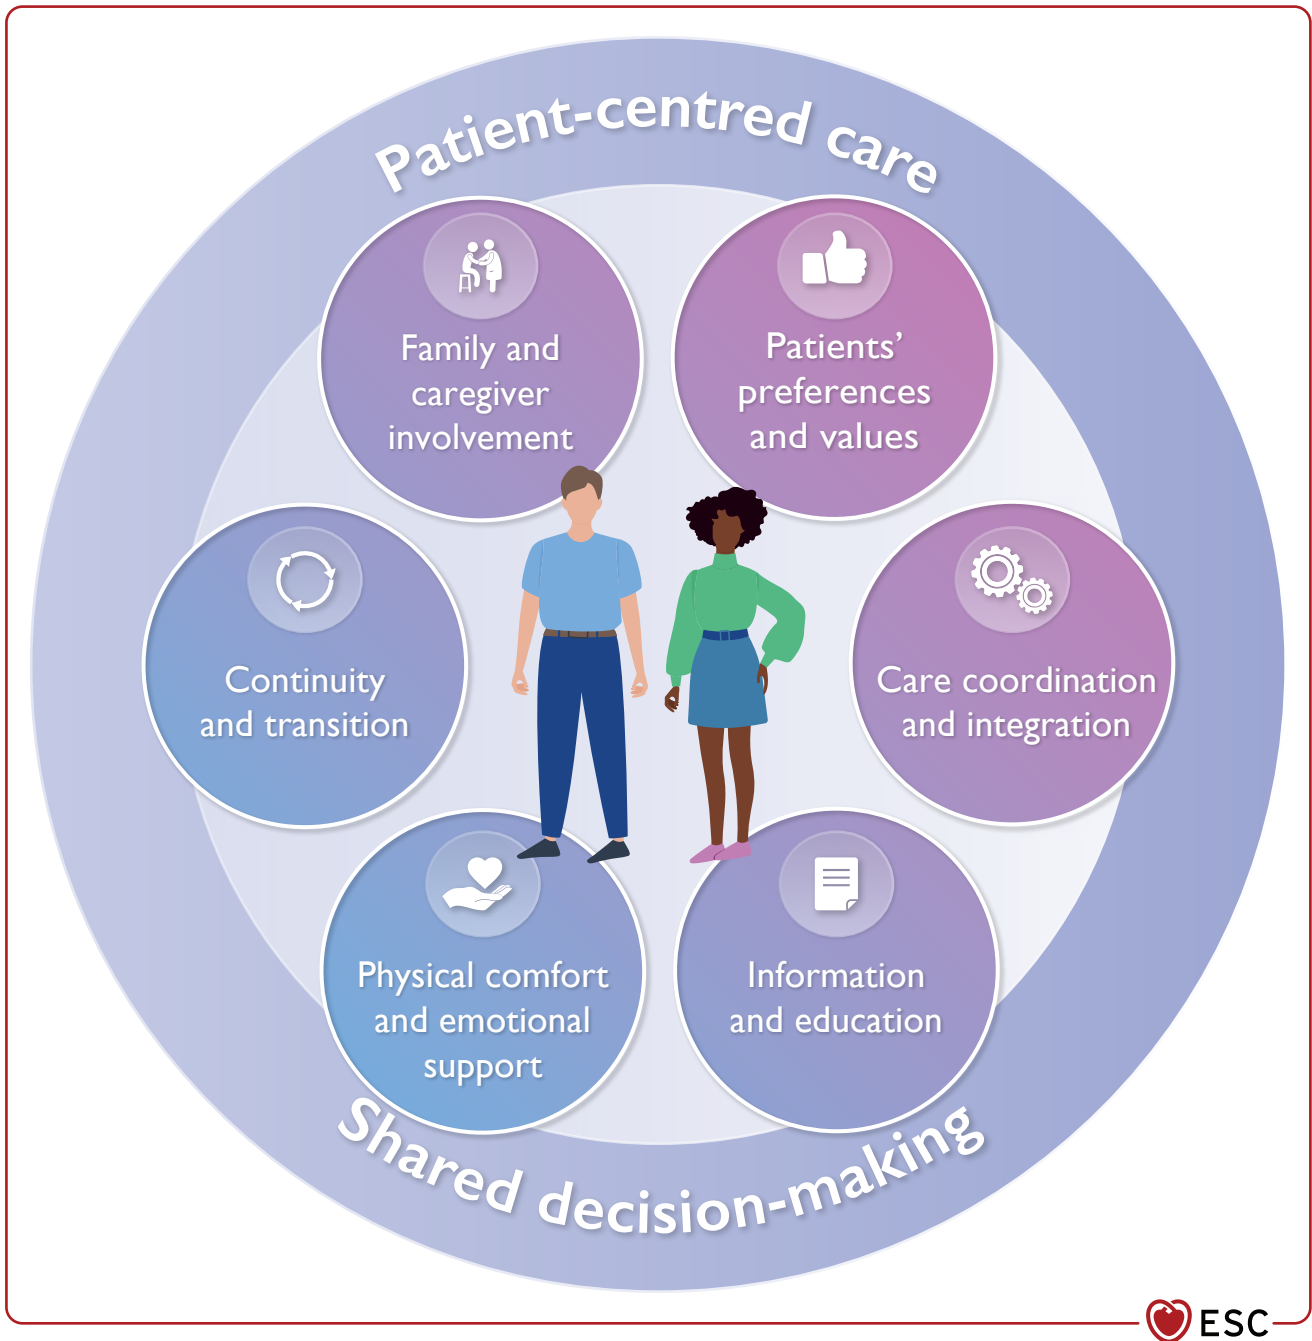 Patient-centred care
Family and
caregiver
involvement
Patients’
preferences
and values
Continuity
and transition
Care coordination
and integration
Physical comfort
and emotional
support
Information
and education
Shared decision-making
ESC